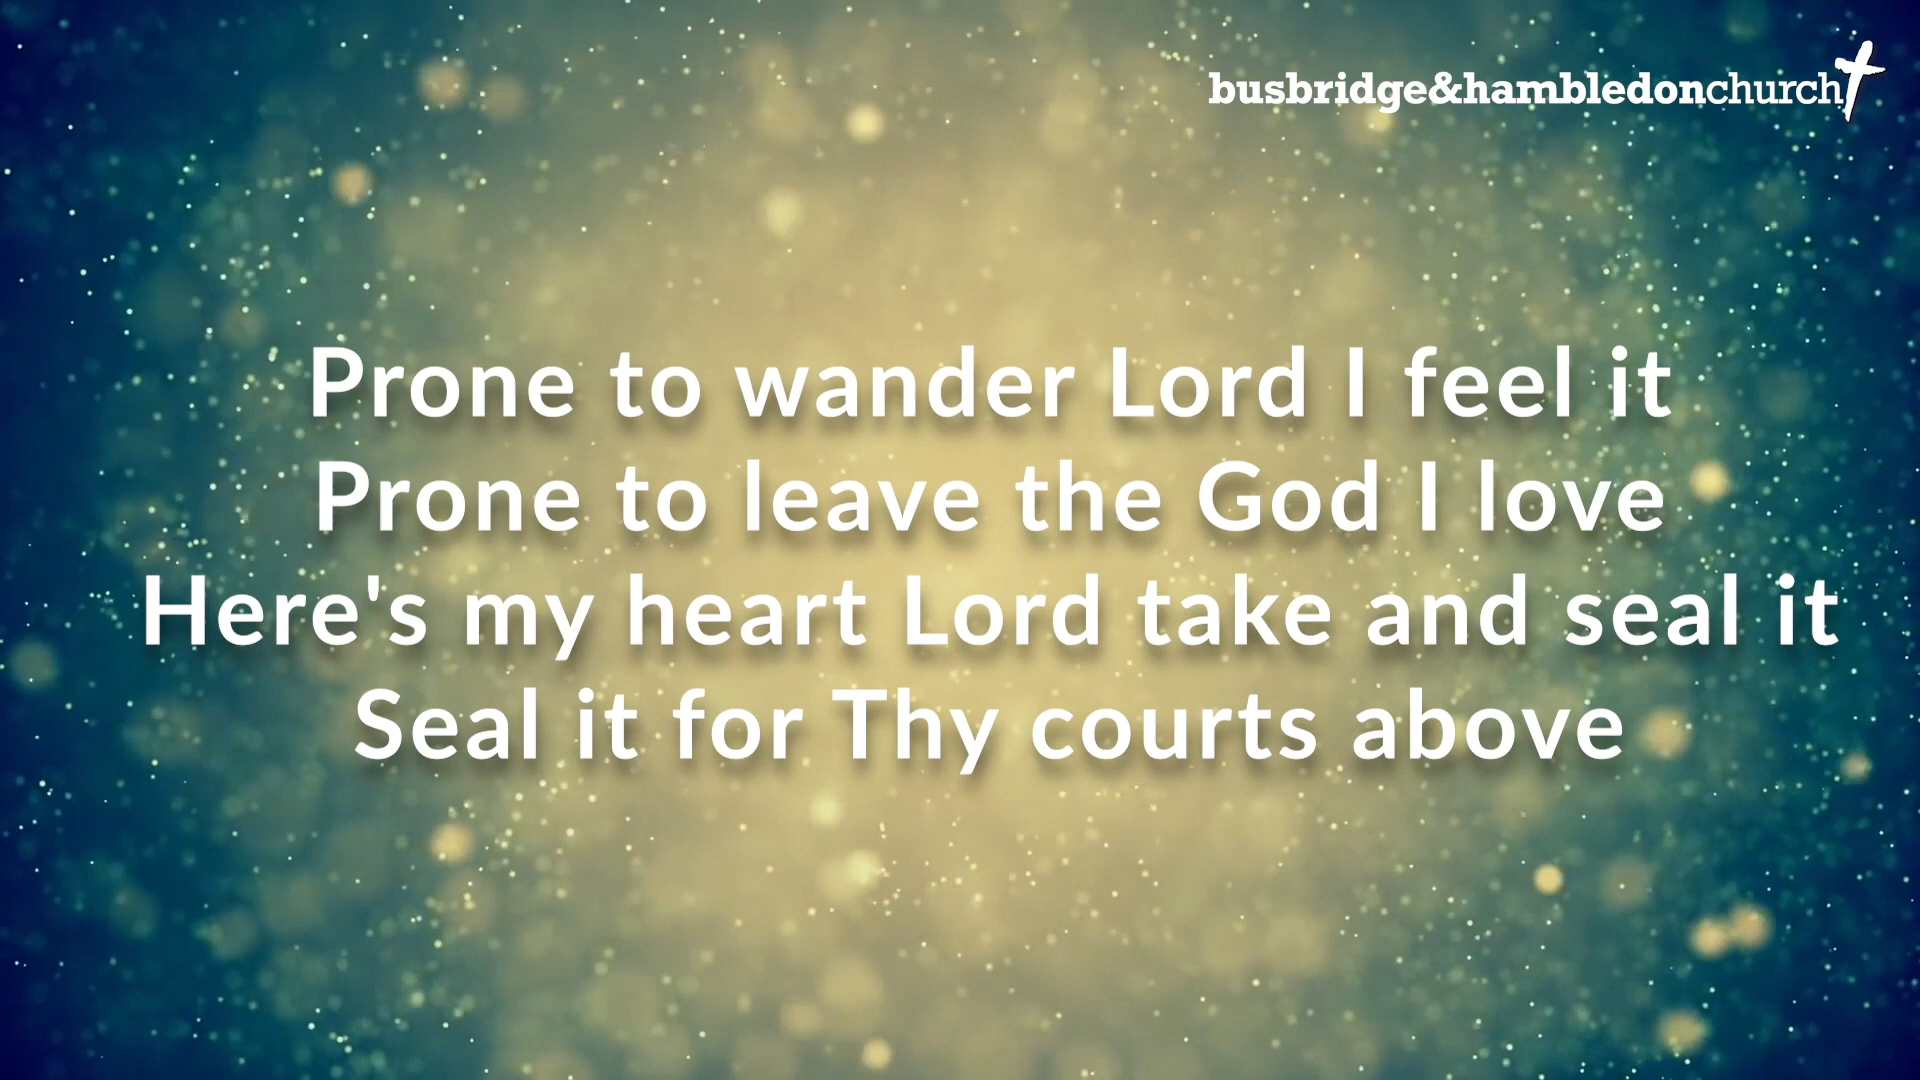 busbridge&hambledonchurch
Prone to wander Lord I feel it
Prone to leave the God I love
Here's my heart Lord take and seal it
Seal it for Thy courts above